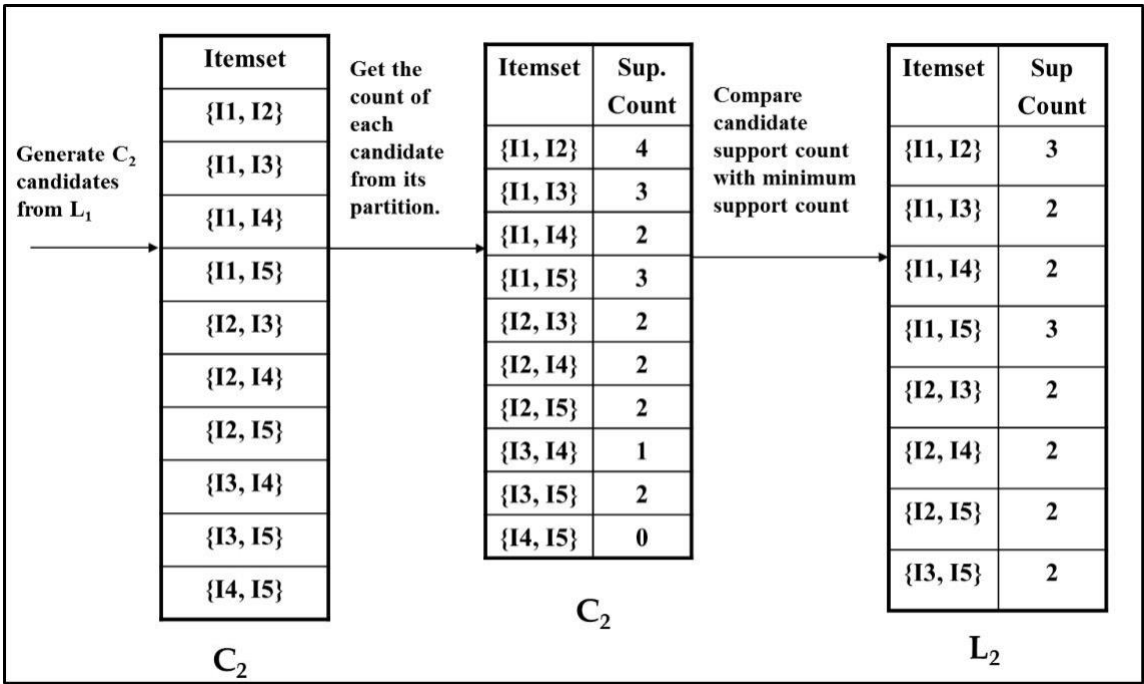 Generate C₂
candidates
from L₁
Itemset
{I1, I2}
{I1, I3}
{I1, I4}
{I1, I5}
{I2, I3}
{I2, I4}
{I2, I5}
{I3, I4}
{I3, I5}
{I4, I5}
C₂
Get the
count of
each
candidate
from its
partition.
Itemset Sup.
Count
{I1, I2} 4
{I1, I3} 3
{I1, I4} 2
{I1, I5} 3
{I2, I3} 2
{I2, I4} 2
{I2, I5} 2
{I3, I4} 1
{I3, I5} 2
{I4, I5} 0
C₂
Compare
candidate
support count
with minimum
support count
Itemset Sup
Count
{I1, I2} 3
{I1, I3} 2
{I1, I4} 2
{I1, I5} 3
{I2, I3} 2
{I2, I4} 2
{I2, I5} 2
{I3, I5} 2
L₂